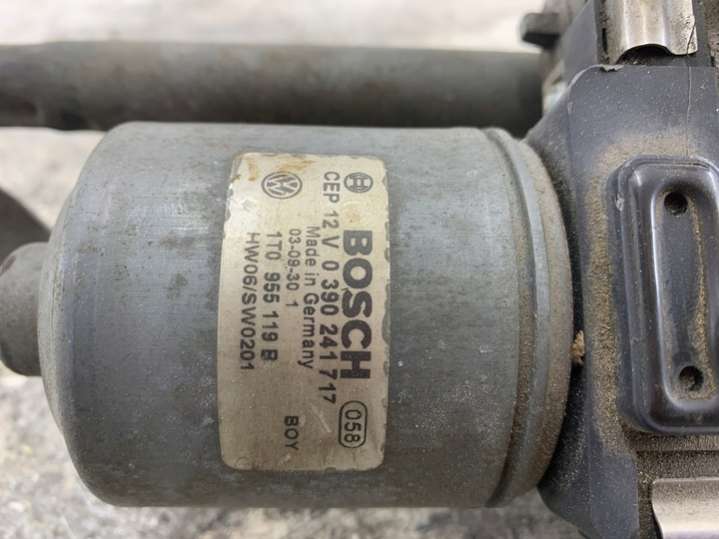 BOSCH
058
CEP 12 V 0 390 241 717
Made in Germany
03-09-30 1
BOY
1T0 955 119 B
HW06/SW0201